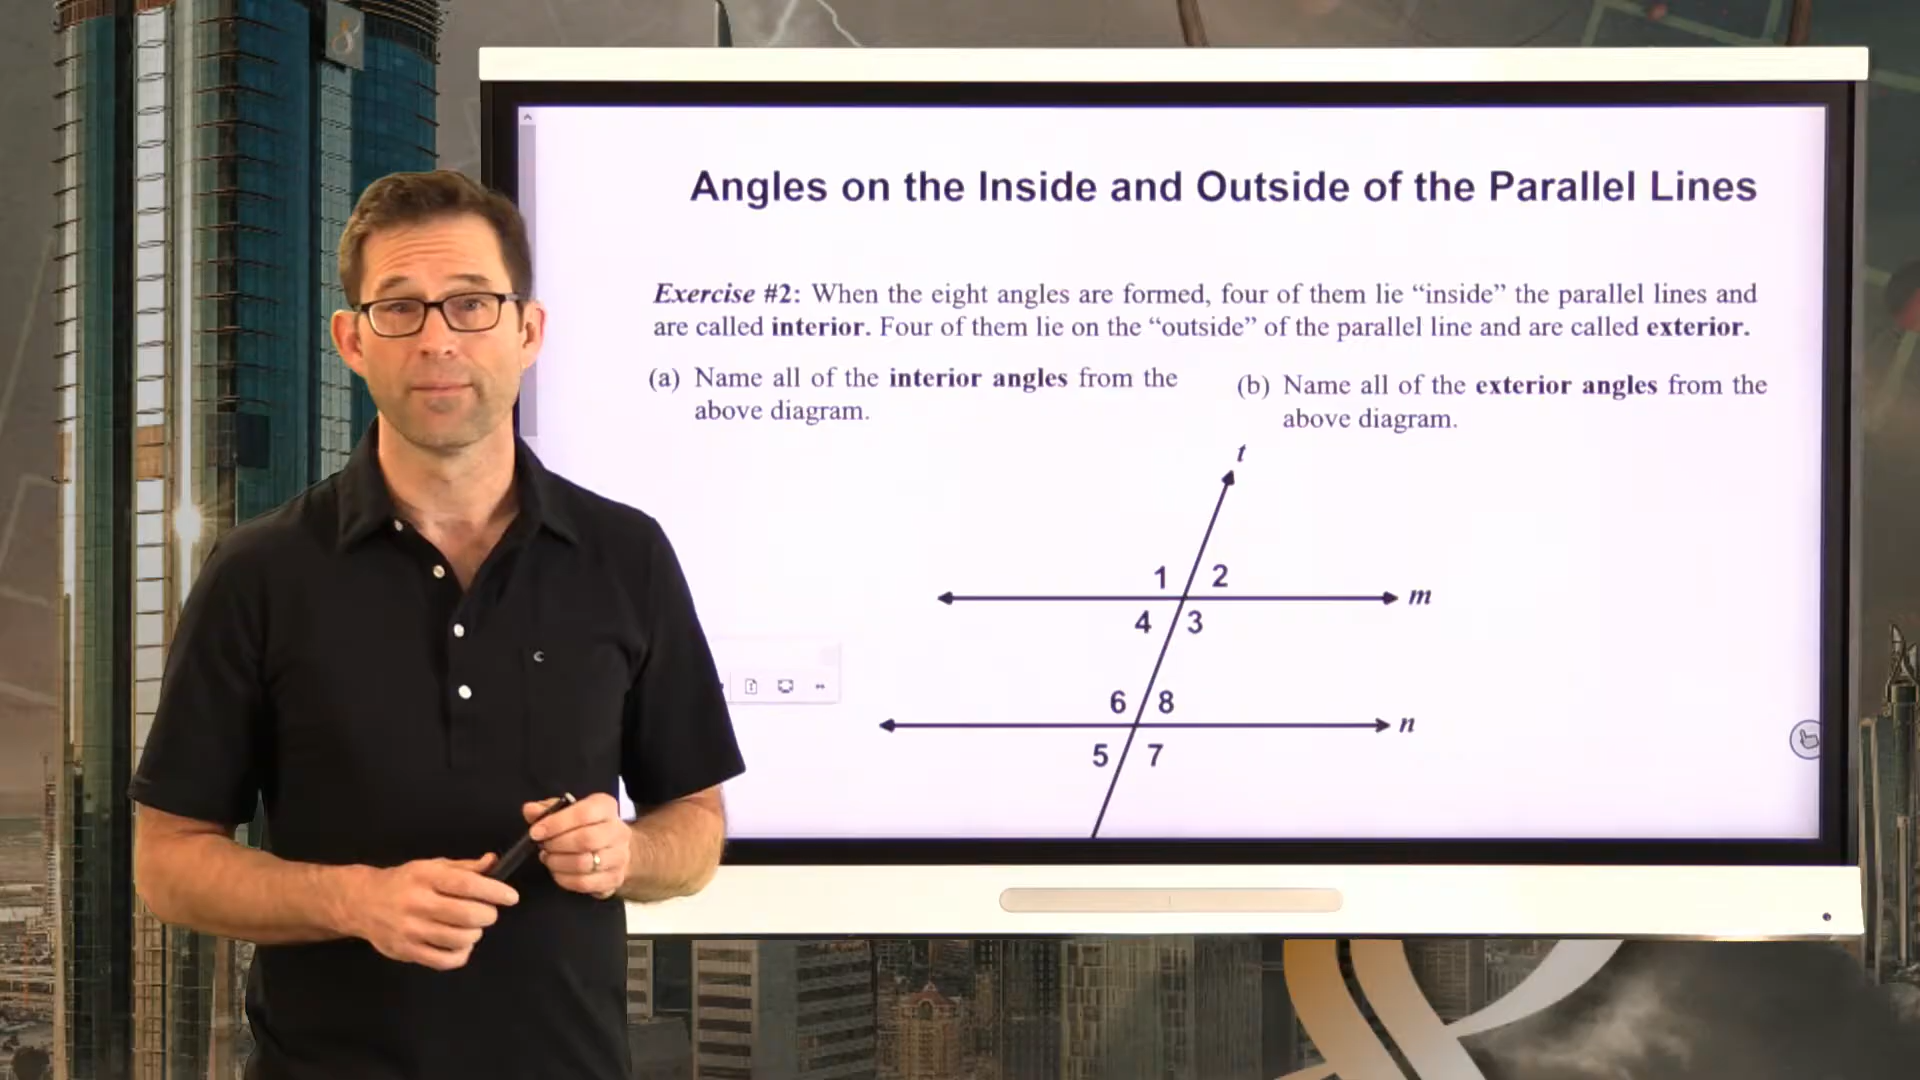 Angles on the Inside and Outside of the Parallel Lines
Exercise #2: When the eight angles are formed, four of them lie “inside” the parallel lines and
are called interior. Four of them lie on the “outside” of the parallel line and are called exterior.
(a) Name all of the interior angles from the
above diagram.
(b) Name all of the exterior angles from the
above diagram.
t
1 2
m
4 3
6 8
n
5 7